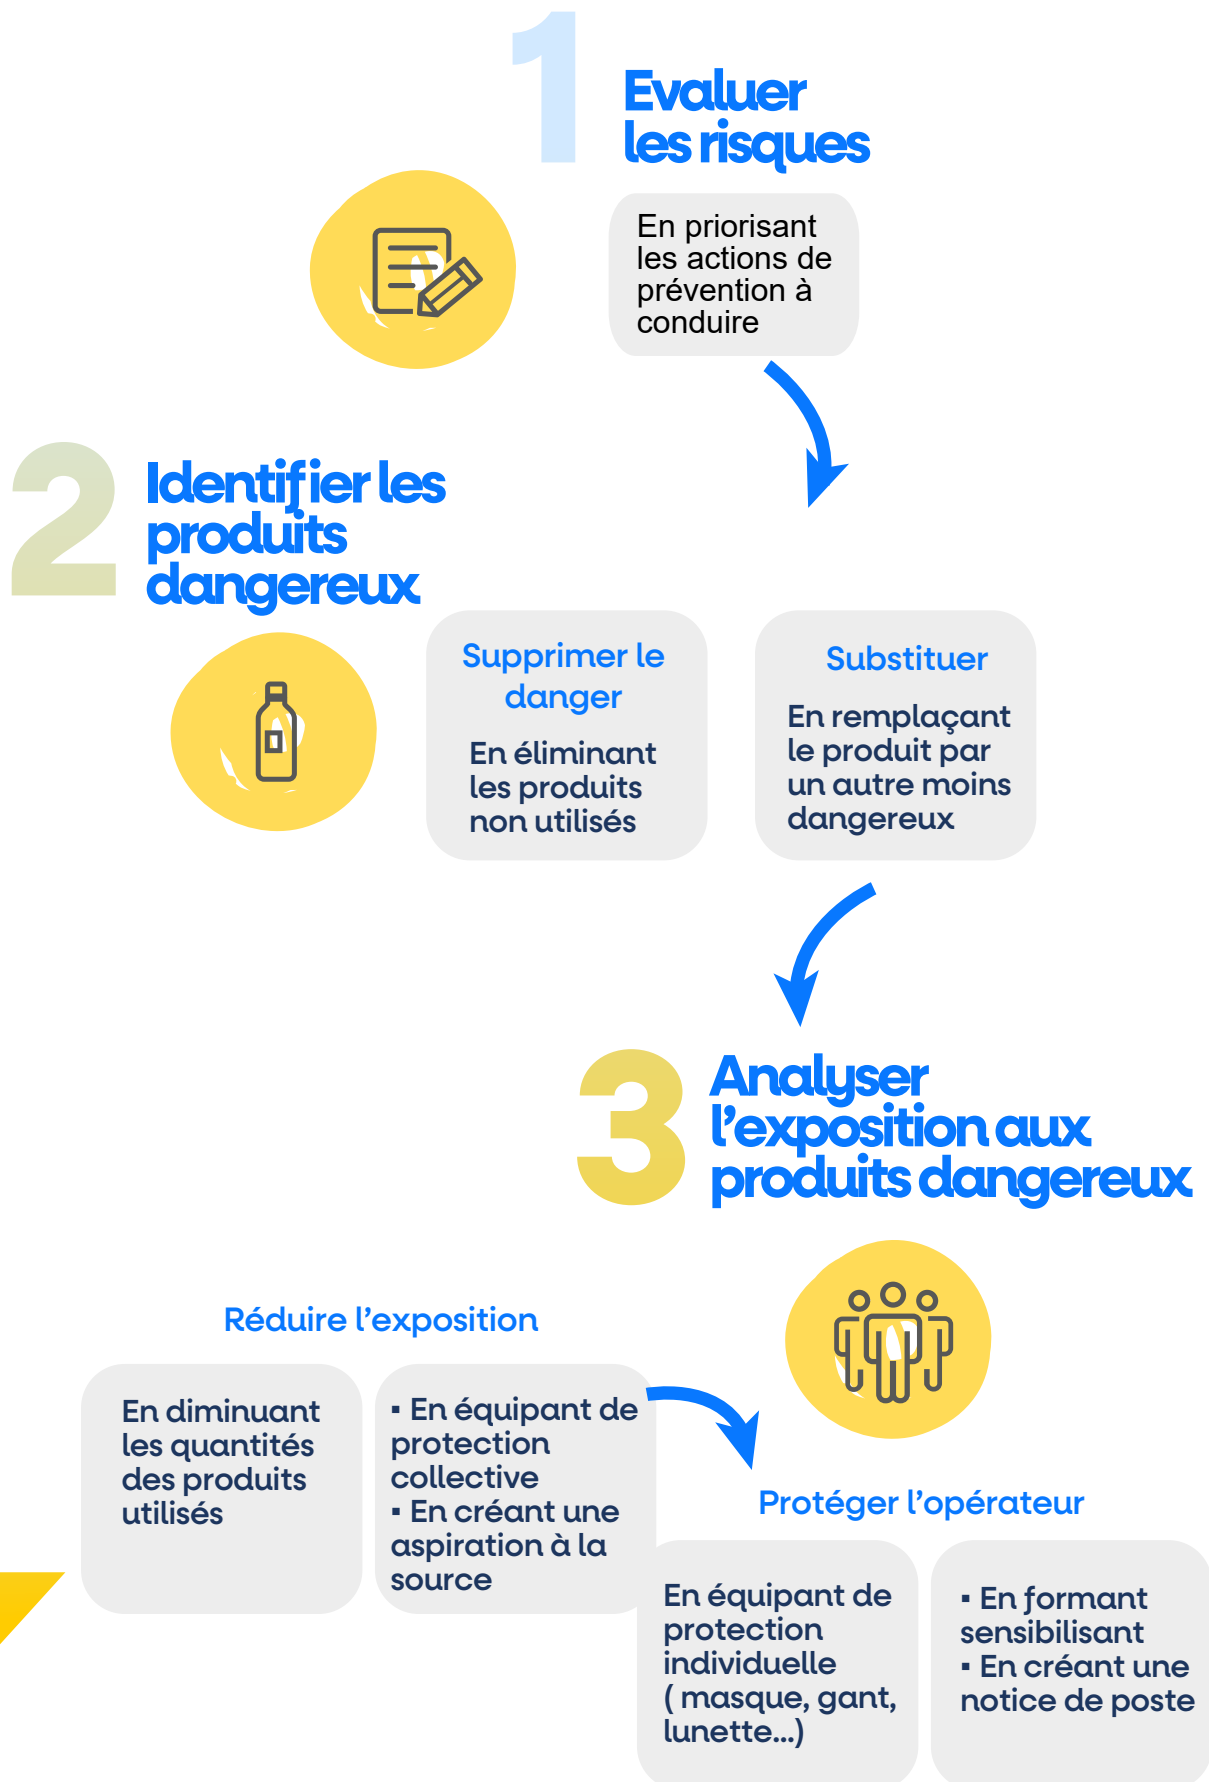 1
Evaluer
les risques
En priorisant
les actions de
prévention à
conduire
2
Identifier les
produits
dangereux
Supprimer le
danger
En éliminant
les produits
non utilisés
Substituer
En remplaçant
le produit par
un autre moins
dangereux
3
Analyser
l’exposition aux
produits dangereux
Réduire l’exposition
En diminuant
les quantités
des produits
utilisés
▪ En équipant de
protection
collective
▪ En créant une
aspiration à la
source
Protéger l’opérateur
En équipant de
protection
individuelle
( masque, gant,
lunette...)
▪ En formant
sensibilisant
▪ En créant une
notice de poste